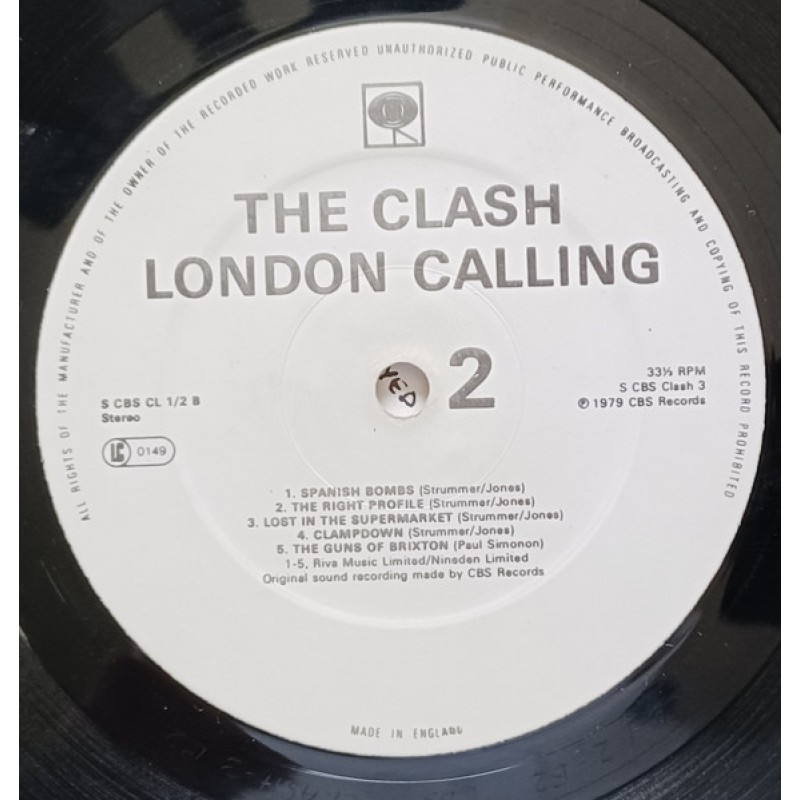 ALL RIGHTS OF THE MANUFACTURER AND OF THE OWNER OF THE RECORDED WORK RESERVED UNAUTHORIZED PUBLIC PERFORMANCE BROADCASTING AND COPYING OF THIS RECORD PROHIBITED
THE CLASH
LONDON CALLING
2
YED
S CBS CL 1/2 B
Stereo
LC 0149
33⅓ RPM
S CBS Clash 3
℗ 1979 CBS Records
1. SPANISH BOMBS (Strummer/Jones)
2. THE RIGHT PROFILE (Strummer/Jones)
3. LOST IN THE SUPERMARKET (Strummer/Jones)
4. CLAMPDOWN (Strummer/Jones)
5. THE GUNS OF BRIXTON (Paul Simonon)
1-5, Riva Music Limited/Nineden Limited
Original sound recording made by CBS Records
MADE IN ENGLAND